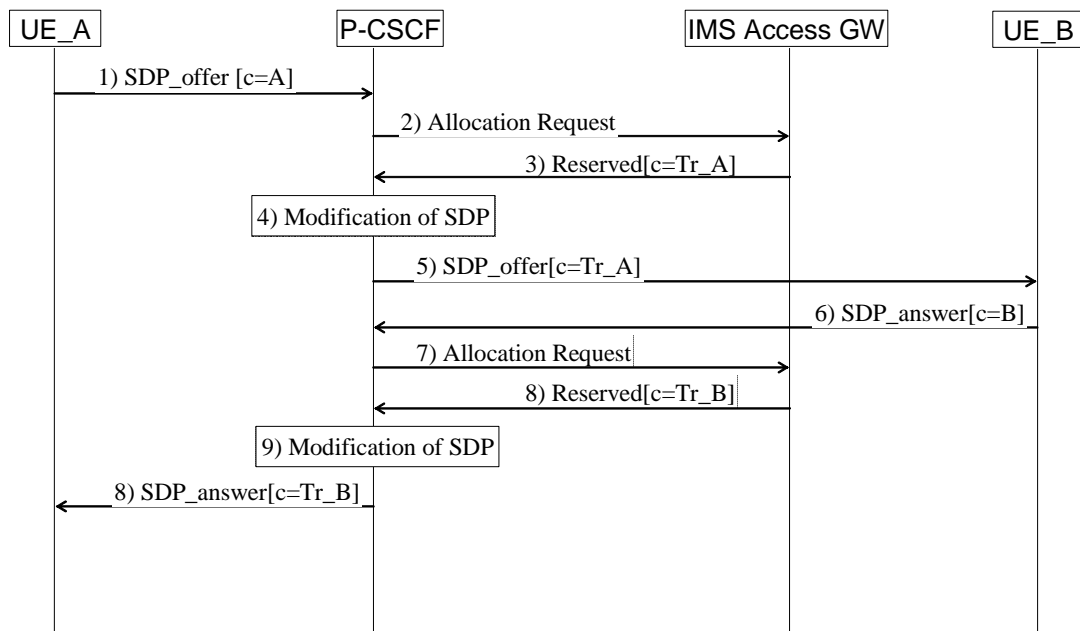 UE_A
P-CSCF
IMS Access GW
UE_B
1) SDP_offer [c=A]
2) Allocation Request
3) Reserved[c=Tr_A]
4) Modification of SDP
5) SDP_offer[c=Tr_A]
6) SDP_answer[c=B]
7) Allocation Request
8) Reserved[c=Tr_B]
9) Modification of SDP
8) SDP_answer[c=Tr_B]